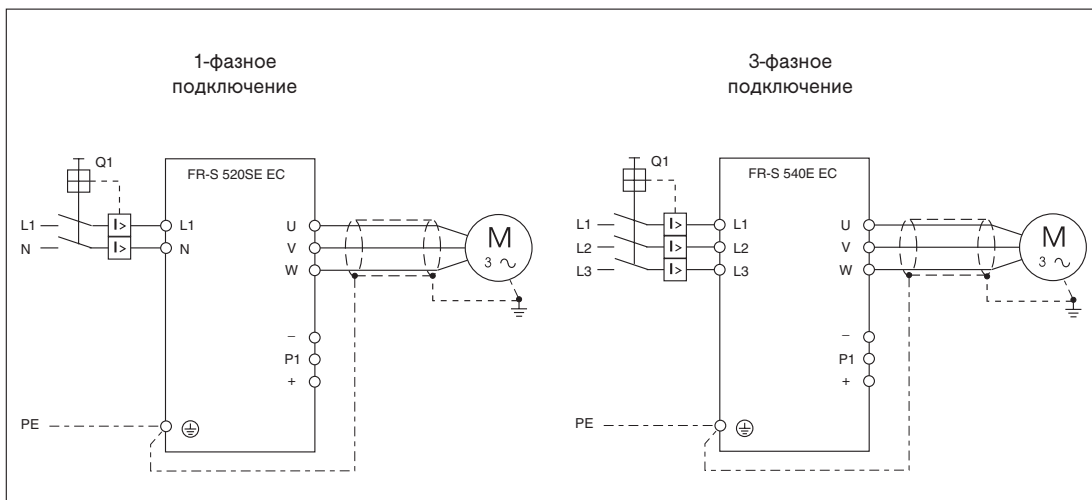 1-фазное
подключение
3-фазное
подключение
Q1
FR-S 520SE EC
L1
I>
L1
N
I>
N
U
V
W
M
3 ~
–
P1
+
PE
Q1
FR-S 540E EC
L1
I>
L1
L2
I>
L2
L3
I>
L3
U
V
W
M
3 ~
–
P1
+
PE